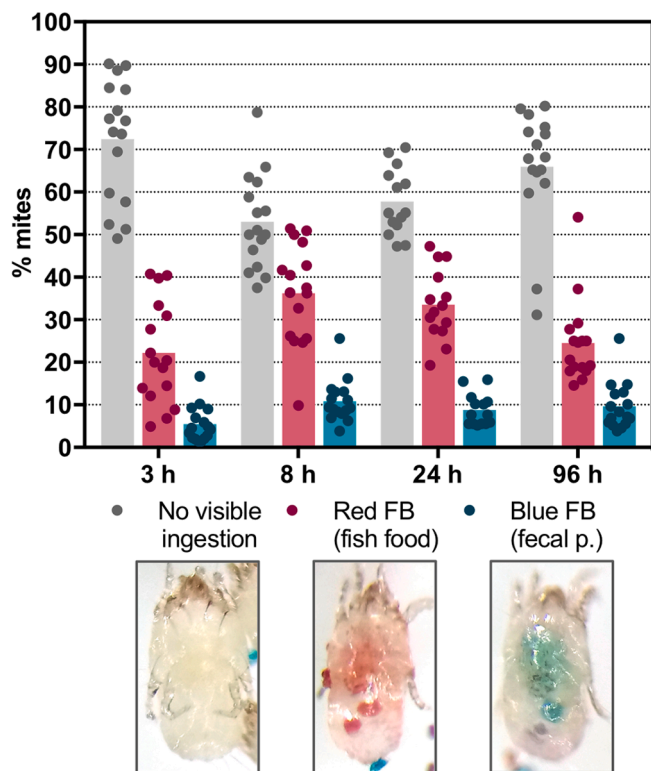 100
90
80
70
60
50
40
30
20
10
0
% mites
3 h 8 h 24 h 96 h
No visible ingestion
Red FB (fish food)
Blue FB (fecal p.)